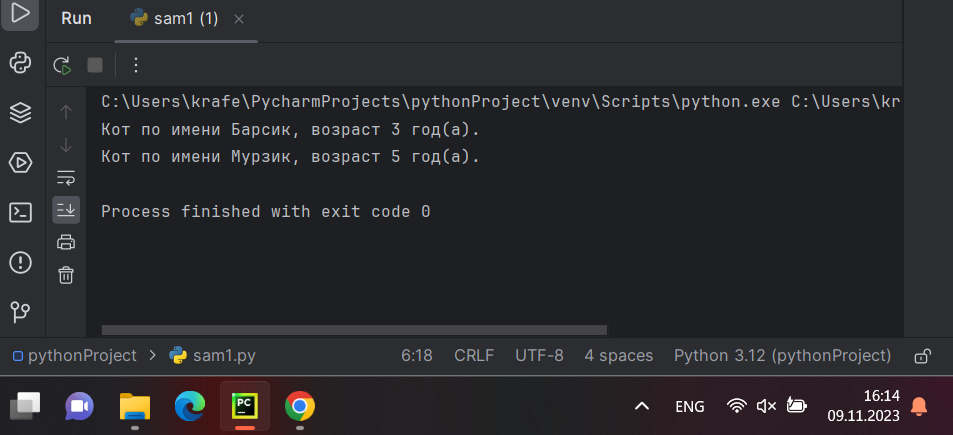 Run
sam1 (1)
C:\Users\krafe\PycharmProjects\pythonProject\venv\Scripts\python.exe C:\Users\kr
Кот по имени Барсик, возраст 3 год(а).
Кот по имени Мурзик, возраст 5 год(а).
Process finished with exit code 0
pythonProject > sam1.py 6:18 CRLF UTF-8 4 spaces Python 3.12 (pythonProject)
PC
ENG
16:14
09.11.2023